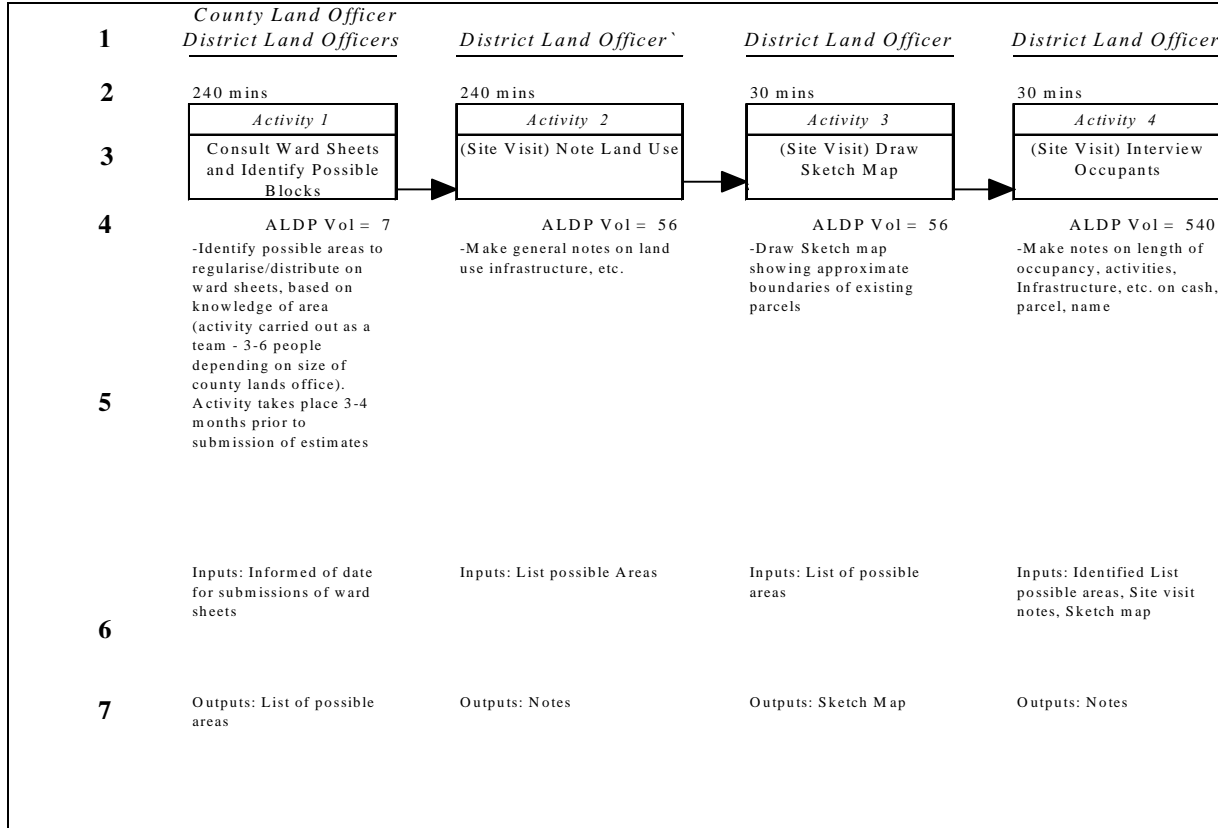 County Land Officer
1 District Land Officers District Land Officer` District Land Officer District Land Officer
2 240 mins 240 mins 30 mins 30 mins
Activity 1 Activity 2 Activity 3 Activity 4
3 Consult Ward Sheets and Identify Possible Blocks
(Site Visit) Note Land Use
(Site Visit) Draw
Sketch Map
(Site Visit) Interview
Occupants
4 ALDP Vol = 7 ALDP Vol = 56 ALDP Vol = 56 ALDP Vol = 540
-Identify possible areas to
regularise/distribute on
ward sheets, based on
knowledge of area
(activity carried out as a
team - 3-6 people
depending on size of
county lands office).
5 Activity takes place 3-4
months prior to
submission of estimates
-Make general notes on land
use infrastructure, etc.
-Draw Sketch map
showing approximate
boundaries of existing
parcels
-Make notes on length of
occupancy, activities,
Infrastructure, etc. on cash,
parcel, name
Inputs: Informed of date
for submissions of ward
sheets
Inputs: List possible Areas
Inputs: List of possible
areas
Inputs: Identified List
possible areas, Site visit
notes, Sketch map
6
7 Outputs: List of possible
areas
Outputs: Notes
Outputs: Sketch Map
Outputs: Notes